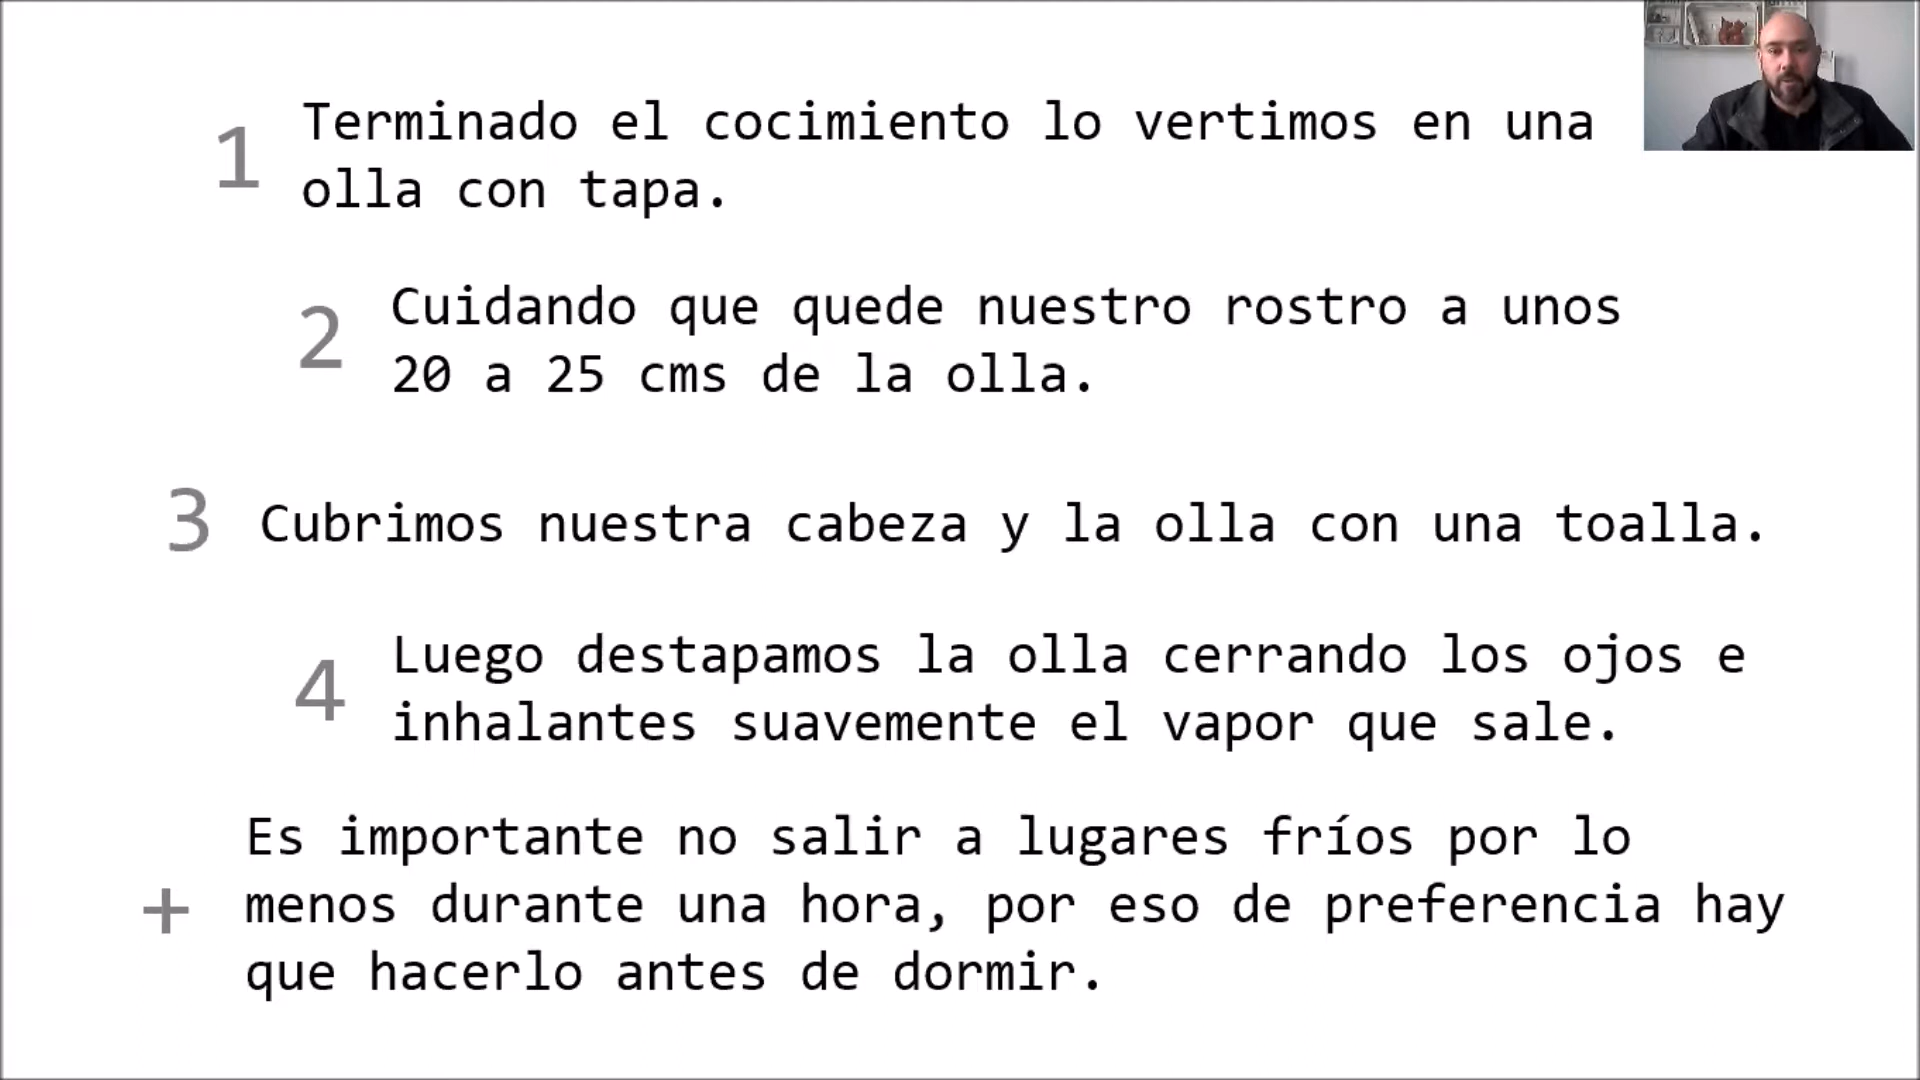 1 Terminado el cocimiento lo vertimos en una
olla con tapa.
2 Cuidando que quede nuestro rostro a unos
20 a 25 cms de la olla.
3 Cubrimos nuestra cabeza y la olla con una toalla.
4 Luego destapamos la olla cerrando los ojos e
inhalantes suavemente el vapor que sale.
+ Es importante no salir a lugares fríos por lo
menos durante una hora, por eso de preferencia hay
que hacerlo antes de dormir.